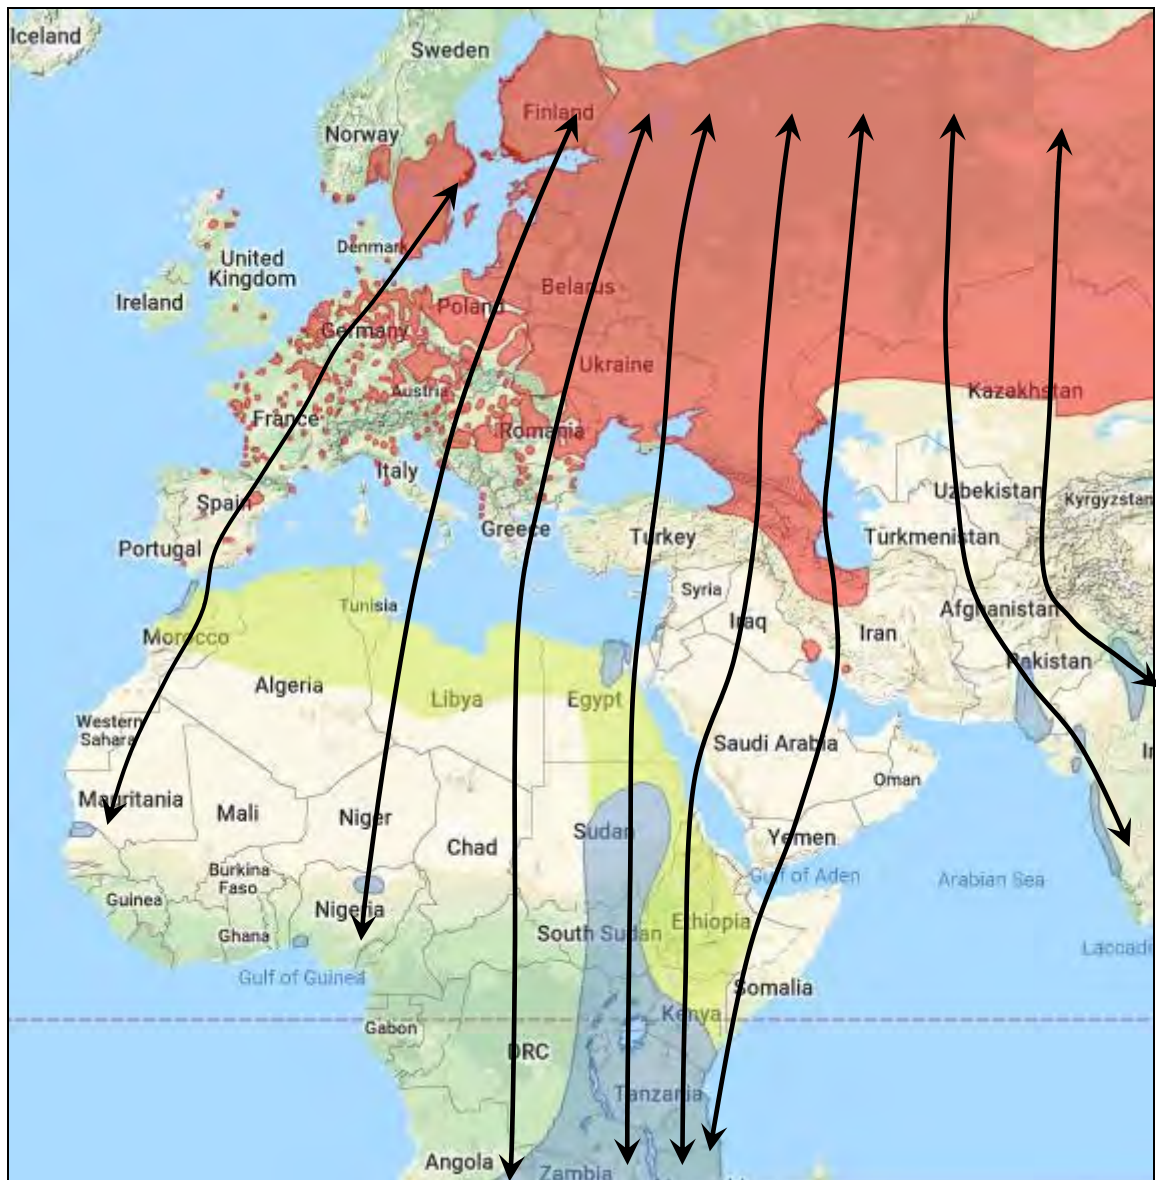 Iceland
Sweden
Finland
Norway
Denmark
United
Kingdom
Ireland
Belarus
Poland
Germany
Ukraine
Austria
Kazakhstan
France
Romania
Italy
Spain
Uzbekistan
Kyrgyzstan
Greece
Turkey
Türkmenistan
Portugal
Syria
Tunisia
Afghanistan
Iraq
Iran
Morocco
Pakistan
Algeria
Libya
Egypt
Western
Sahara
Saudi Arabia
Oman
Mauritania
Mali
Niger
Sudan
Yemen
Chad
Burkina
Faso
Gulf of Aden
Arabian Sea
Guinea
Nigeria
Ethiopia
Ghana
South Sudan
Laccad
Gulf of Guinea
Somalia
Kenya
Gabon
DRC
Tanzania
Angola
Zambia